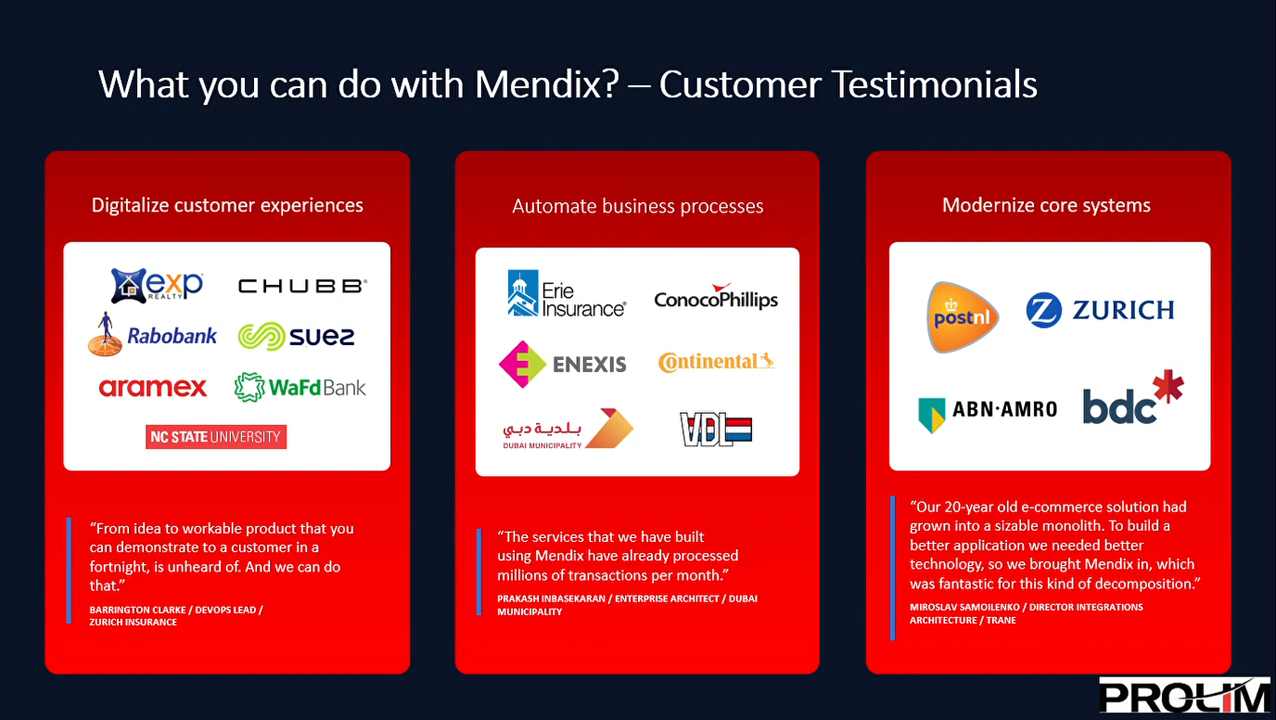 What you can do with Mendix? – Customer Testimonials
Digitalize customer experiences
exp
REALTY
CHUBB®
Rabobank
suez
aramex
WaFd Bank
NC STATE UNIVERSITY
“From idea to workable product that you
can demonstrate to a customer in a
fortnight, is unheard of. And we can do
that.”
BARRINGTON CLARKE / DEVOPS LEAD /
ZURICH INSURANCE
Automate business processes
Erie
Insurance®
ConocoPhillips
ENEXIS
Continental
بلدية دبي
DUBAI MUNICIPALITY
VDL
“The services that we have built
using Mendix have already processed
millions of transactions per month.”
PRAKASH INBASEKARAN / ENTERPRISE ARCHITECT / DUBAI
MUNICIPALITY
Modernize core systems
postnl
Z ZURICH
ABN·AMRO
bdc
“Our 20-year old e-commerce solution had
grown into a sizable monolith. To build a
better application we needed better
technology, so we brought Mendix in, which
was fantastic for this kind of decomposition.”
MIROSLAV SAMOILENKO / DIRECTOR INTEGRATIONS
ARCHITECTURE / TRANE
PROLIM